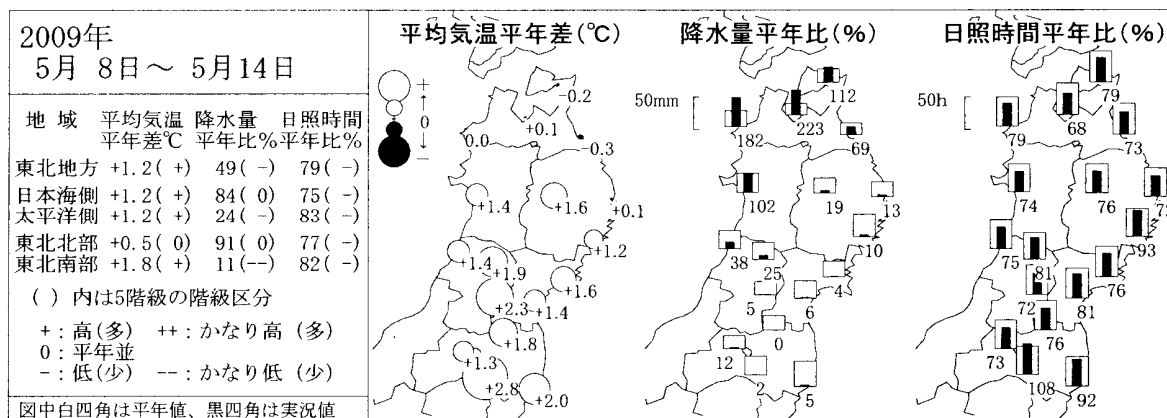 2009年
5月 8日～ 5月14日
地 域 平均気温 降水量 日照時間
平年差℃ 平年比% 平年比%
東北地方 +1.2( +) 49( -) 79( -)
日本海側 +1.2( +) 84( 0) 75( -)
太平洋側 +1.2( +) 24( -) 83( -)
東北北部 +0.5( 0) 91( 0) 77( -)
東北南部 +1.8( +) 11(--) 82( -)
( ) 内は5階級の階級区分
+ : 高(多) ++ : かなり高 (多)
0 : 平年並
- : 低(少) -- : かなり低 (少)
図中白四角は平年値、黒四角は実況値
平均気温平年差(℃)
+
↑
0
↓
-
-0.2
+0.1
0.0
-0.3
+1.4
+1.6
+0.1
+1.2
+1.4
+1.9
+1.6
+2.3
+1.4
+1.8
+1.3
+2.8
+2.0
降水量平年比(%)
50mm
112
223
182
69
102
19
13
10
38
25
4
5
6
0
12
2
5
日照時間平年比(%)
50h
79
68
79
73
74
76
93
75
81
76
72
81
76
73
108
92